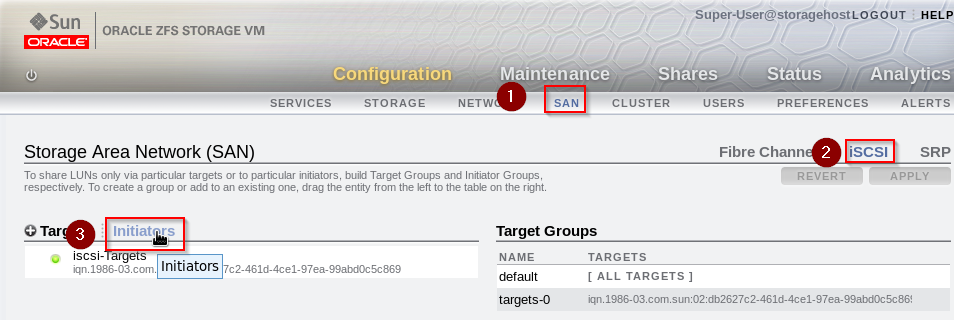 Sun
ORACLE
ORACLE ZFS STORAGE VM
Super-User@storagehost LOGOUT HELP
Configuration Maintenance Shares Status Analytics
SERVICES STORAGE NETWO 1 SAN CLUSTER USERS PREFERENCES ALERTS
Storage Area Network (SAN)
Fibre Channe 2 iSCSI SRP
To share LUNs only via particular targets or to particular initiators, build Target Groups and Initiator Groups,
respectively. To create a group or add to an existing one, drag the entity from the left to the table on the right.
REVERT APPLY
Targ 3 Initiators
iscsi-Targets
iqn.1986-03.com. 7c2-461d-4ce1-97ea-99abd0c5c869
Initiators
Target Groups
NAME TARGETS
default [ ALL TARGETS ]
targets-0 iqn.1986-03.com.sun:02:db2627c2-461d-4ce1-97ea-99abd0c5c86